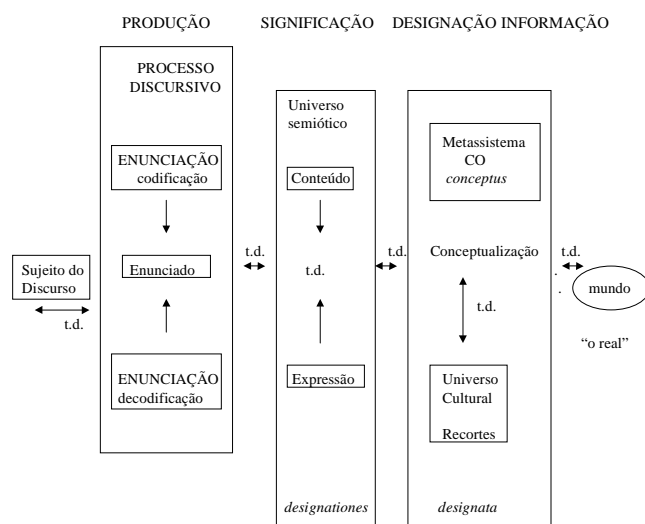 PRODUÇÃO
SIGNIFICAÇÃO
DESIGNAÇÃO INFORMAÇÃO
PROCESSO
DISCURSIVO
ENUNCIAÇÃO
codificação
Enunciado
ENUNCIAÇÃO
decodificação
Sujeito do
Discurso
t.d.
t.d.
Universo
semiótico
Conteúdo
t.d.
Expressão
designationes
t.d.
Metassistema
CO
conceptus
Conceptualização
t.d.
Universo
Cultural
Recortes
designata
t.d.
mundo
“o real”